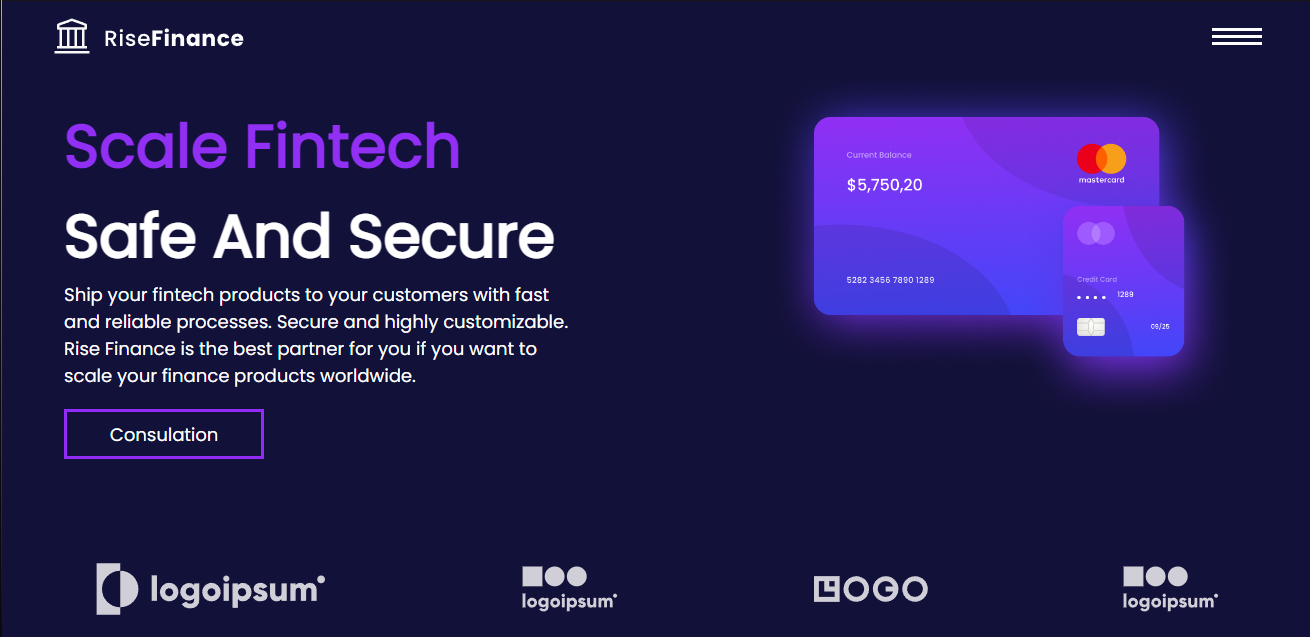 RiseFinance
Scale Fintech
Safe And Secure
Ship your fintech products to your customers with fast
and reliable processes. Secure and highly customizable.
Rise Finance is the best partner for you if you want to
scale your finance products worldwide.
Consulation
Current Balance
$5,750,20
mastercard
5282 3456 7890 1289
Credit Card
•••• 1289
09/25
logoipsum
logoipsum
LOGO
logoipsum